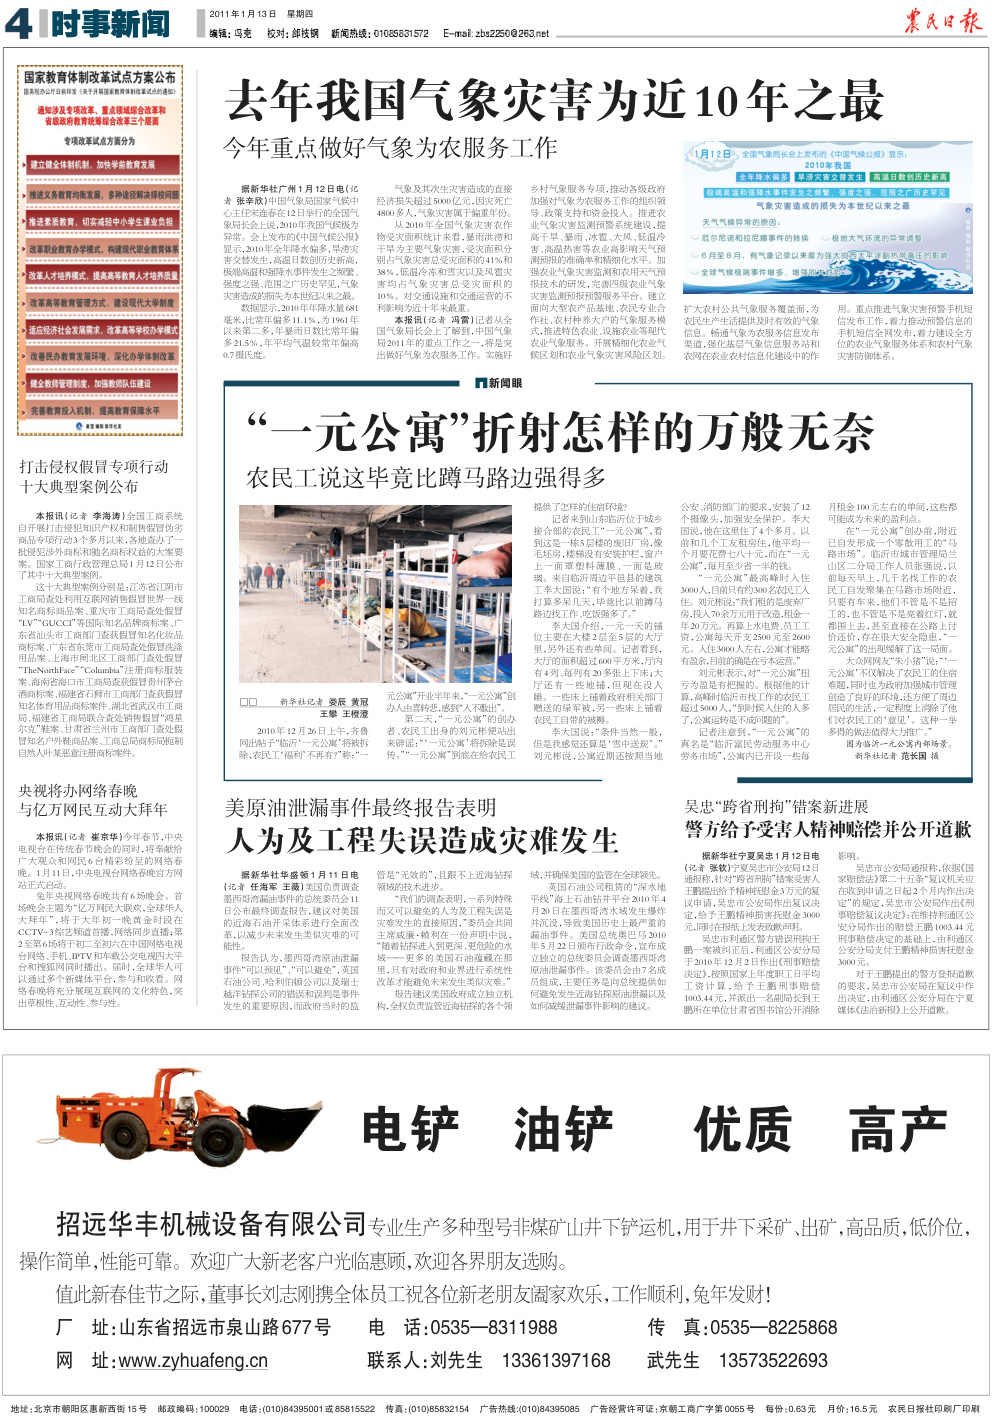 4 时事新闻
2011年1月13日 星期四
编辑:冯克 校对:郎技钢 新闻热线:01085831572 E-mail:zbs2250@263.net
农民日报
国家教育体制改革试点方案公布
国务院办公厅日前印发《关于开展国家教育体制改革试点的通知》
通知涉及专项改革、重点领域综合改革和
省级政府教育统筹综合改革三个层面
专项改革试点方面分为
建立健全体制机制,加快学前教育发展
推进义务教育均衡发展,多种途径解决择校问题
推进素质教育,切实减轻中小学生课业负担
改革职业教育办学模式,构建现代职业教育体系
改革人才培养模式,提高高等教育人才培养质量
改革高等教育管理方式,建设现代大学制度
适应经济社会发展需求,改革高等学校办学模式
改善民办教育发展环境,深化办学体制改革
健全教师管理制度,加强教师队伍建设
完善教育投入机制,提高教育保障水平
打击侵权假冒专项行动
十大典型案例公布
本报讯(记者 李海涛)全国工商系统
自开展打击侵犯知识产权和制售假冒伪劣
商品专项行动3个多月以来,各地查办了一
批侵犯涉外商标和驰名商标权益的大案要
案。国家工商行政管理总局1月12日公布
了其中十大典型案例。
这十大典型案例分别是:江苏省江阴市
工商局查处利用互联网销售假冒世界一线
知名商标商品案、重庆市工商局查处假冒
“LV”“GUCCI”等国际知名品牌商标案、广
东省汕头市工商部门查获假冒知名化妆品
商标案、广东省东莞市工商局查处假冒洗涤
用品案、上海市闸北区工商部门查处假冒
“TheNorthFace”“Columbia”注册商标服装
案、海南省海口市工商局查获假冒贵州茅台
酒商标案、福建省石狮市工商部门查获假冒
知名体育用品商标案件、湖北省武汉市工商
局、福建省工商局联合查处销售假冒“鸿星
尔克”鞋案、甘肃省兰州市工商部门查处假
冒知名户外鞋商品案、工商总局商标局抵制
自然人叶某恶意注册商标案件。
央视将办网络春晚
与亿万网民互动大拜年
本报讯(记者 崔京华)今年春节,中央
电视台在传统春节晚会的同时,将奉献给
广大观众和网民6台精彩纷呈的网络春
晚。1月11日,中央电视台网络春晚官方网
站正式启动。
兔年央视网络春晚共有6场晚会。首
场晚会主题为“亿万网民大联欢,全球华人
大拜年”,将于大年初一晚黄金时段在
CCTV-3综艺频道首播,网络同步直播;第
2至第6场将于初二至初六在中国网络电视
台网络、手机、IPTV和车载公交电视四大平
台和搜狐网同时播出。届时,全球华人可
以通过多个新媒体平台,参与和收看。网
络春晚将充分展现互联网的文化特色,突
出草根性、互动性、参与性。
去年我国气象灾害为近10年之最
今年重点做好气象为农服务工作
据新华社广州1月12日电(记
者 张辛欣)中国气象局国家气候中
心主任宋连春在12日举行的全国气
象局长会上说,2010年我国气候极为
异常。会上发布的《中国气候公报》
显示,2010年全年降水偏多,旱涝灾
害交替发生,高温日数创历史新高,
极端高温和强降水事件发生之频繁、
强度之强、范围之广历史罕见,气象
灾害造成的损失为本世纪以来之最。
数据显示,2010年年降水量681
毫米,比常年偏多11.1%,为1961年
以来第二多,年暴雨日数比常年偏
多21.5%,年平均气温较常年偏高
0.7摄氏度。
气象及其次生灾害造成的直接
经济损失超过5000亿元,因灾死亡
4800多人,气象灾害属于偏重年份。
从2010年全国气象灾害农作
物受灾面积统计来看,暴雨洪涝和
干旱为主要气象灾害,受灾面积分
别占气象灾害总受灾面积的41%和
38%,低温冷冻和雪灾以及风雹灾
害均占气象灾害总受灾面积的
10%。对交通设施和交通运营的不
利影响为近十年来最重。
本报讯(记者 冯雷)记者从全
国气象局长会上了解到,中国气象
局2011年的重点工作之一,将是突
出做好气象为农服务工作。实施好
乡村气象服务专项,推动各级政府
加强对气象为农服务工作的组织领
导、政策支持和资金投入。推进农
业气象灾害监测预警系统建设,提
高干旱、暴雨、冰雹、大风、低温冷
害、高温热害等农业高影响天气预
测预报的准确率和精细化水平。加
强农业气象灾害监测和农用天气预
报技术的研发,完善四级农业气象
灾害监测预报预警服务平台。建立
面向大型农产品基地、农民专业合
作社、农村种养大户的气象服务模
式,推进特色农业、设施农业等现代
农业气象服务。开展精细化农业气
候区划和农业气象灾害风险区划。
1月12日 全国气象局长会上发布的《中国气候公报》显示:
2010年我国
全年降水偏多 旱涝灾害交替发生 高温日数创历史新高
极端高温和强降水事件发生之频繁、强度之强、范围之广历史罕见
气象灾害造成的损失为本世纪以来之最
天气气候异常的原因:
厄尔尼诺和拉尼娜事件的转换 极地大气环流的异常调整
6月至8月,有气象记录以来最为强大的西太平洋副热带高压的影响
全球气候极端事件增多、增强的大趋势
扩大农村公共气象服务覆盖面,为
农民生产生活提供及时有效的气象
信息。畅通气象为农服务信息发布
渠道,强化基层气象信息服务站和
农网在农业农村信息化建设中的作
用。重点推进气象灾害预警手机短
信发布工作,着力推动预警信息的
手机短信全网发布,着力建设全方
位的农业气象服务体系和农村气象
灾害防御体系。
新闻眼
“一元公寓”折射怎样的万般无奈
农民工说这毕竟比蹲马路边强得多
□□ 新华社记者 娄辰 黄冠
王攀 王橙澄
2010年12月26日上午,齐鲁
网出帖子“临沂‘一元公寓’将被拆
除,农民工‘福利’不再有?”称:“一
元公寓”开业半年来,“一元公寓”创
办人由喜转悲,感到“人不敷出”。
第二天,“一元公寓”的创办
者、农民工出身的刘元彬便站出
来辟谣:“‘一元公寓’将拆除是误
传。”“一元公寓”到底在给农民工
提供了怎样的住宿环境?
记者来到山东临沂位于城乡
接合部的农民工“一元公寓”,看
到这是一栋5层楼的废旧厂房,像
毛坯房,楼梯没有安装护栏,窗户
上一面罩塑料薄膜、一面是玻
璃。来自临沂周边平邑县的建筑
工李大国说:“有个地方呆着,我
打算多呆几天,毕竟比以前蹲马
路边找工作、吃饭强多了。”
李大国介绍,一元一天的铺
位主要在大楼2层至5层的大厅
里,另外还有些单间。记者看到,
大厅的面积超过600平方米,厅内
有4列、每列有20多张上下床;大
厅还有一些地铺,但现在没人
睡。一些床上铺着政府相关部门
赠送的绿军被,另一些床上铺着
农民工自带的被褥。
李大国说:“条件当然一般,
但是我感觉还算是‘雪中送炭’。”
刘元彬说,公寓近期还按照当地
公安、消防部门的要求,安装了12
个摄像头,加强安全保护。李大
国说,他在这里住了4个多月。以
前和几个工友租房住,他平均一
个月要花费七八十元,而在“一元
公寓”,每月至少省一半的钱。
“一元公寓”最高峰时入住
3000人,目前只有约300名农民工入
住。刘元彬说:“我们租的是废弃厂
房,投入70余万元用于改造,租金一
年20万元。再算上水电费、员工工
资,公寓每天开支2500元至2600
元。入住3000人左右,公寓才能略
有盈余,目前的确是在亏本运营。”
刘元彬表示,对“一元公寓”扭
亏为盈是有把握的。根据他的计
算,高峰时临沂市找工作的农民工
超过5000人,“到时候入住的人多
了,公寓运转是不成问题的”。
记者注意到,“一元公寓”的
真名是“临沂富民劳动服务中心
劳务市场”,公寓内已开设一些每
月租金100元左右的单间,这些都
可能成为未来的盈利点。
在“一元公寓”创办前,附近
已自发形成一个零散用工的“马
路市场”。临沂市城市管理局兰
山区二分局工作人员张强说,以
前每天早上,几千名找工作的农
民工自发聚集在马路市场附近,
只要有车来,他们不管是不是招
工的,也不管是不是亮着红灯,就
都围上去,甚至直接在公路上讨
价还价,存在很大安全隐患,“一
元公寓”的出现缓解了这一局面。
大众网网友“朱小猪”说:“‘一
元公寓’不仅解决了农民工的住宿
难题,同时也为政府加强城市管理
创造了良好的环境,还方便了周边
居民的生活,一定程度上消除了他
们对农民工的‘意见’。这种一举
多得的做法值得大力推广。”
图为临沂一元公寓内部场景。
新华社记者 范长国 摄
美原油泄漏事件最终报告表明
人为及工程失误造成灾难发生
据新华社华盛顿1月11日电
(记者 任海军 王薇)美国负责调查
墨西哥湾漏油事件的总统委员会11
日公布最终调查报告,建议对美国
的近海石油开采体系进行全面改
革,以减少未来发生类似灾难的可
能性。
报告认为,墨西哥湾原油泄漏
事件“可以预见”,“可以避免”,英国
石油公司、哈利伯顿公司以及瑞士
越洋钻探公司的错误和误判是事件
发生的重要原因,而政府当时的监
管是“无效的”,且跟不上近海钻探
领域的技术进步。
“我们的调查表明,一系列特殊
而又可以避免的人为及工程失误是
灾难发生的直接原因,”委员会共同
主席威廉·赖利在一份声明中说,
“随着钻探进入到更深、更危险的水
域——更多的美国石油蕴藏在那
里,只有对政府和业界进行系统性
改革才能避免未来发生类似灾难。”
报告建议美国政府成立独立机
构,全权负责监管近海钻探的各个领
域,并确保美国的监管在全球领先。
英国石油公司租赁的“深水地
平线”海上石油钻井平台2010年4
月20日在墨西哥湾水域发生爆炸
并沉没,导致美国历史上最严重的
漏油事件。美国总统奥巴马2010
年5月22日颁布行政命令,宣布成
立独立的总统委员会调查墨西哥湾
原油泄漏事件。该委员会由7名成
员组成,主要任务是向总统提供如
何避免发生近海钻探原油泄漏以及
如何减缓泄漏事件影响的建议。
吴忠“跨省刑拘”错案新进展
警方给予受害人精神赔偿并公开道歉
据新华社宁夏吴忠1月12日电
(记者 张钦)宁夏吴忠市公安局12日
通报称,针对“跨省刑拘”错案受害人
王鹏提出给予精神抚慰金3万元的复
议申请,吴忠市公安局作出复议决
定,给予王鹏精神损害抚慰金3000
元,同时在报纸上发表致歉声明。
吴忠市利通区警方错误刑拘王
鹏一案被纠正后,利通区公安分局
于2010年12月2日作出《刑事赔偿
决定》,按照国家上年度职工日平均
工资计算,给予王鹏刑事赔偿
1003.44元,并派出一名副局长到王
鹏所在单位甘肃省图书馆公开消除
影响。
吴忠市公安局通报称,依据《国
家赔偿法》第二十五条“复议机关应
在收到申请之日起2个月内作出决
定”的规定,吴忠市公安局作出《刑
事赔偿复议决定》:在维持利通区公
安分局作出的赔偿王鹏1003.44元
刑事赔偿决定的基础上,由利通区
公安分局支付王鹏精神损害抚慰金
3000元。
对于王鹏提出的警方登报道歉
的要求,吴忠市公安局在复议中作
出决定,由利通区公安分局在宁夏
媒体《法治新报》上公开道歉。
电铲 油铲 优质 高产
招远华丰机械设备有限公司专业生产多种型号非煤矿山井下铲运机,用于井下采矿、出矿,高品质,低价位,
操作简单,性能可靠。欢迎广大新老客户光临惠顾,欢迎各界朋友选购。
值此新春佳节之际,董事长刘志刚携全体员工祝各位新老朋友阖家欢乐,工作顺利,兔年发财!
厂 址:山东省招远市泉山路677号 电 话:0535—8311988 传 真:0535—8225868
网 址:www.zyhuafeng.cn 联系人:刘先生 13361397168 武先生 13573522693
地址:北京市朝阳区惠新西街15号 邮政编码:100029 电话:(010)84395001或85815522 传真:(010)85832154 广告热线:(010)84395085 广告经营许可证:京朝工商广字第0055号 每份:0.63元 月价:16.5元 农民日报社印刷厂印刷